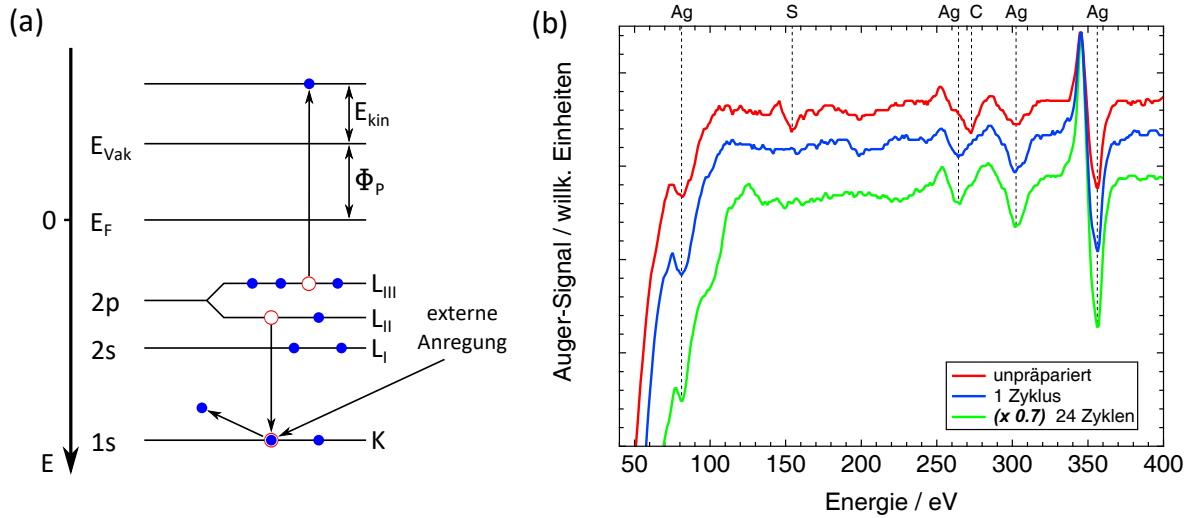 (a)
E_kin
E_Vak
Φ_P
0
E_F
2p
L_III
L_II
2s
L_I
externe
Anregung
1s
K
E
(b)
Ag S Ag C Ag Ag
Auger-Signal / willk. Einheiten
unpräpariert
1 Zyklus
(x 0.7) 24 Zyklen
50 100 150 200 250 300 350 400
Energie / eV